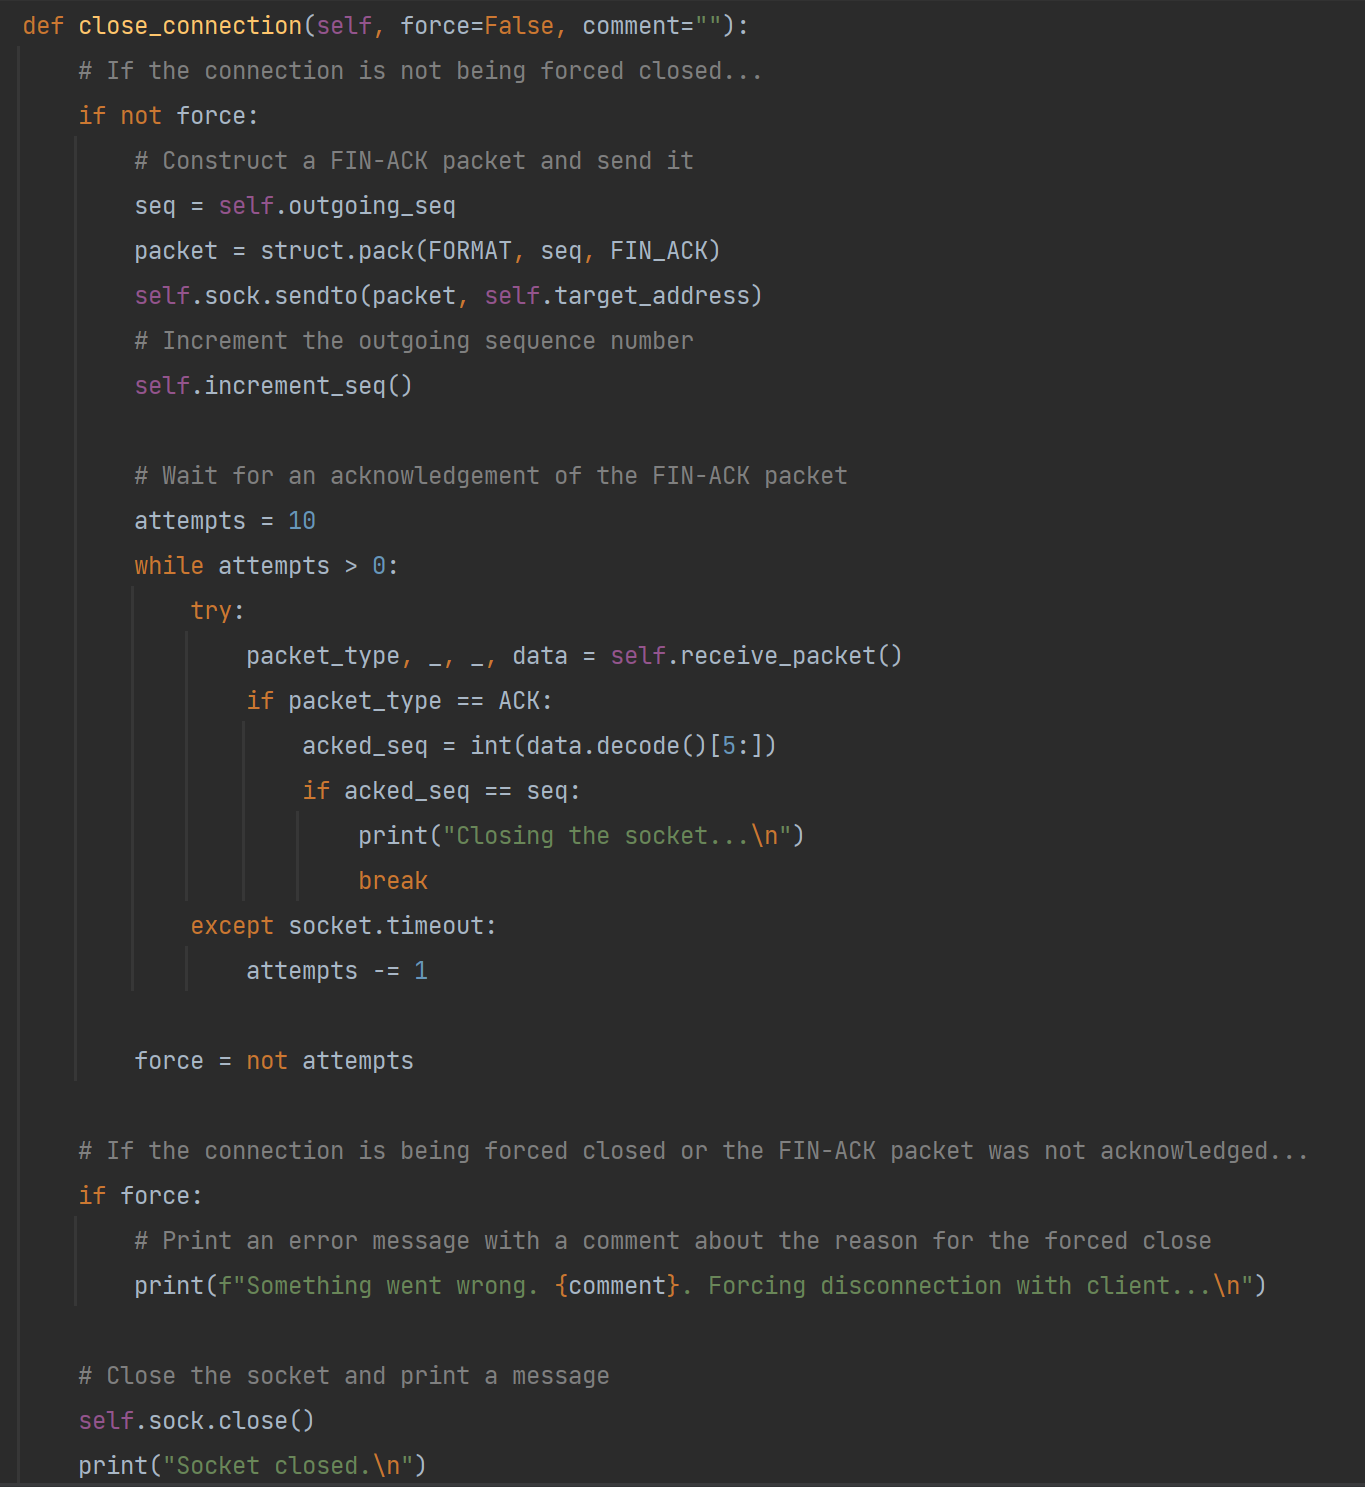 def close_connection(self, force=False, comment=""):
    # If the connection is not being forced closed...
    if not force:
        # Construct a FIN-ACK packet and send it
        seq = self.outgoing_seq
        packet = struct.pack(FORMAT, seq, FIN_ACK)
        self.sock.sendto(packet, self.target_address)
        # Increment the outgoing sequence number
        self.increment_seq()

        # Wait for an acknowledgement of the FIN-ACK packet
        attempts = 10
        while attempts > 0:
            try:
                packet_type, _, _, data = self.receive_packet()
                if packet_type == ACK:
                    acked_seq = int(data.decode()[5:])
                    if acked_seq == seq:
                        print("Closing the socket...\n")
                        break
            except socket.timeout:
                attempts -= 1

        force = not attempts

    # If the connection is being forced closed or the FIN-ACK packet was not acknowledged...
    if force:
        # Print an error message with a comment about the reason for the forced close
        print(f"Something went wrong. {comment}. Forcing disconnection with client...\n")

    # Close the socket and print a message
    self.sock.close()
    print("Socket closed.\n")